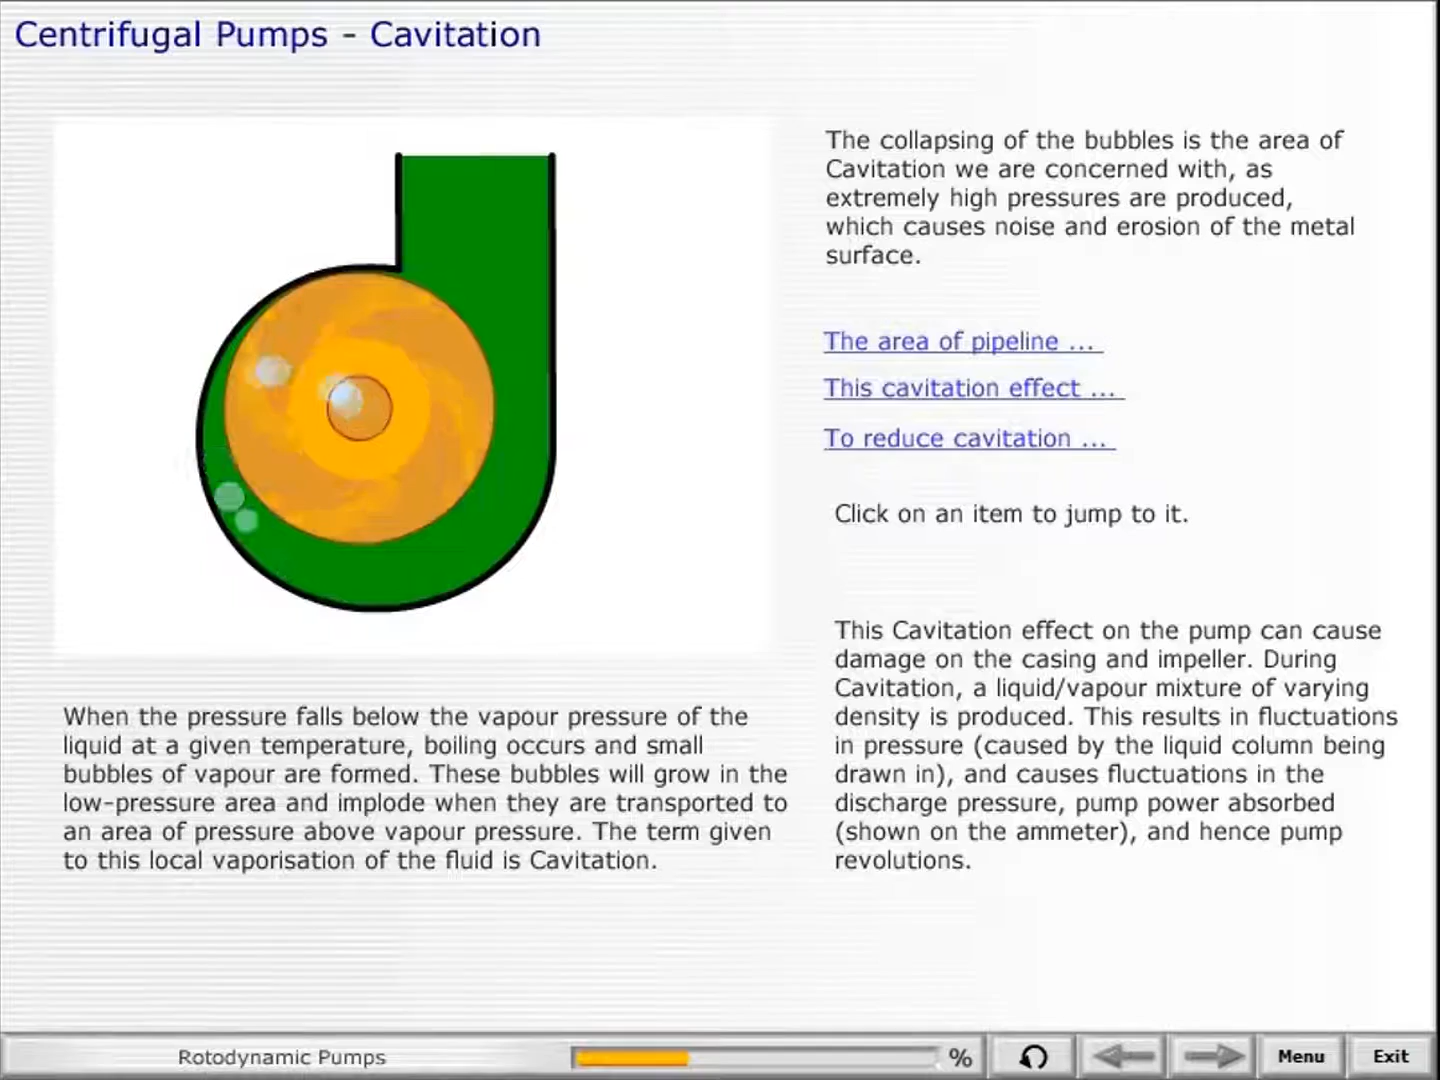 Centrifugal Pumps - Cavitation
The collapsing of the bubbles is the area of
Cavitation we are concerned with, as
extremely high pressures are produced,
which causes noise and erosion of the metal
surface.
The area of pipeline ...
This cavitation effect ...
To reduce cavitation ...
Click on an item to jump to it.
When the pressure falls below the vapour pressure of the
liquid at a given temperature, boiling occurs and small
bubbles of vapour are formed. These bubbles will grow in the
low-pressure area and implode when they are transported to
an area of pressure above vapour pressure. The term given
to this local vaporisation of the fluid is Cavitation.
This Cavitation effect on the pump can cause
damage on the casing and impeller. During
Cavitation, a liquid/vapour mixture of varying
density is produced. This results in fluctuations
in pressure (caused by the liquid column being
drawn in), and causes fluctuations in the
discharge pressure, pump power absorbed
(shown on the ammeter), and hence pump
revolutions.
Rotodynamic Pumps
%
Menu
Exit